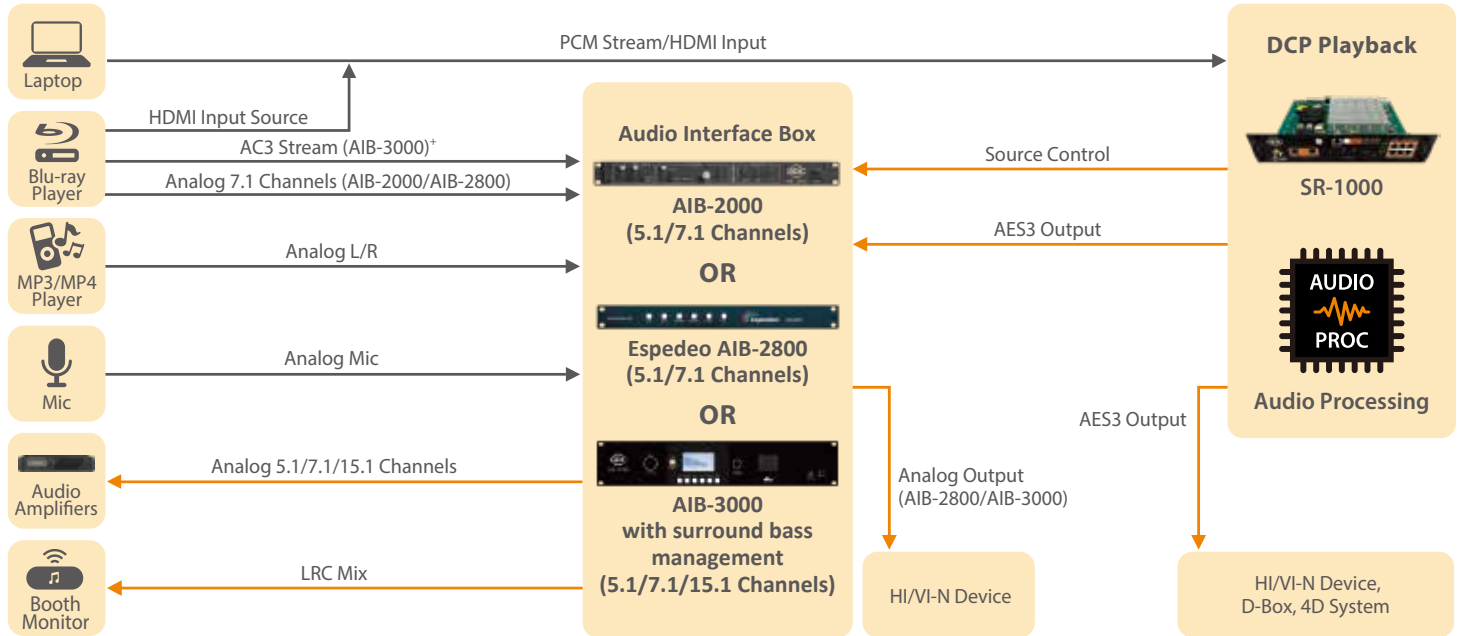 Laptop
PCM Stream/HDMI Input
HDMI Input Source
Blu-ray
Player
AC3 Stream (AIB-3000)+
Analog 7.1 Channels (AIB-2000/AIB-2800)
MP3/MP4
Player
Analog L/R
Mic
Analog Mic
Audio
Amplifiers
Analog 5.1/7.1/15.1 Channels
Booth
Monitor
LRC Mix
Audio Interface Box
AIB-2000
(5.1/7.1 Channels)
OR
Espedeo AIB-2800
(5.1/7.1 Channels)
OR
AIB-3000
with surround bass
management
(5.1/7.1/15.1 Channels)
Source Control
AES3 Output
Analog Output
(AIB-2800/AIB-3000)
HI/VI-N Device
DCP Playback
SR-1000
AUDIO
PROC
Audio Processing
AES3 Output
HI/VI-N Device,
D-Box, 4D System